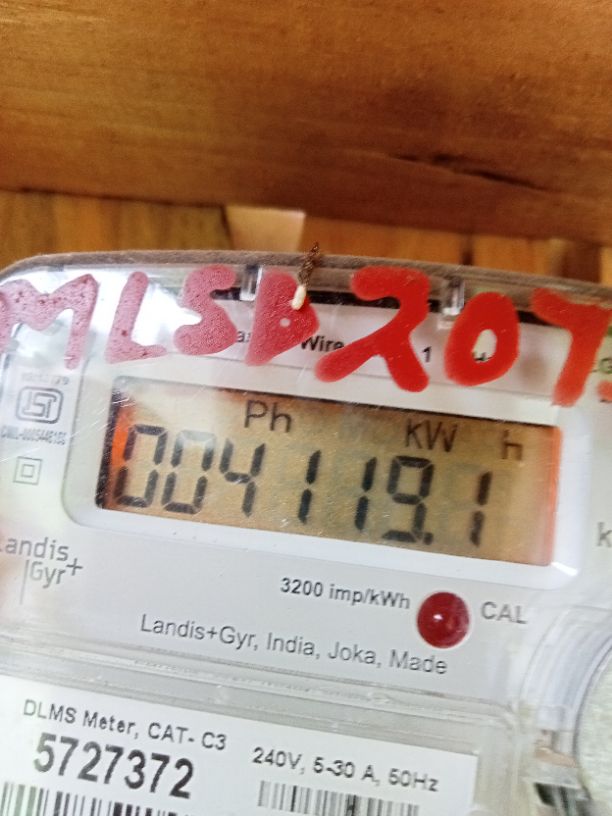 MLSB207
Wire
Ph kW h
004119.1
Landis+
Gyr+
3200 imp/kWh
CAL
Landis+Gyr, India, Joka, Made
DLMS Meter, CAT- C3
5727372
240V, 5-30 A, 50Hz